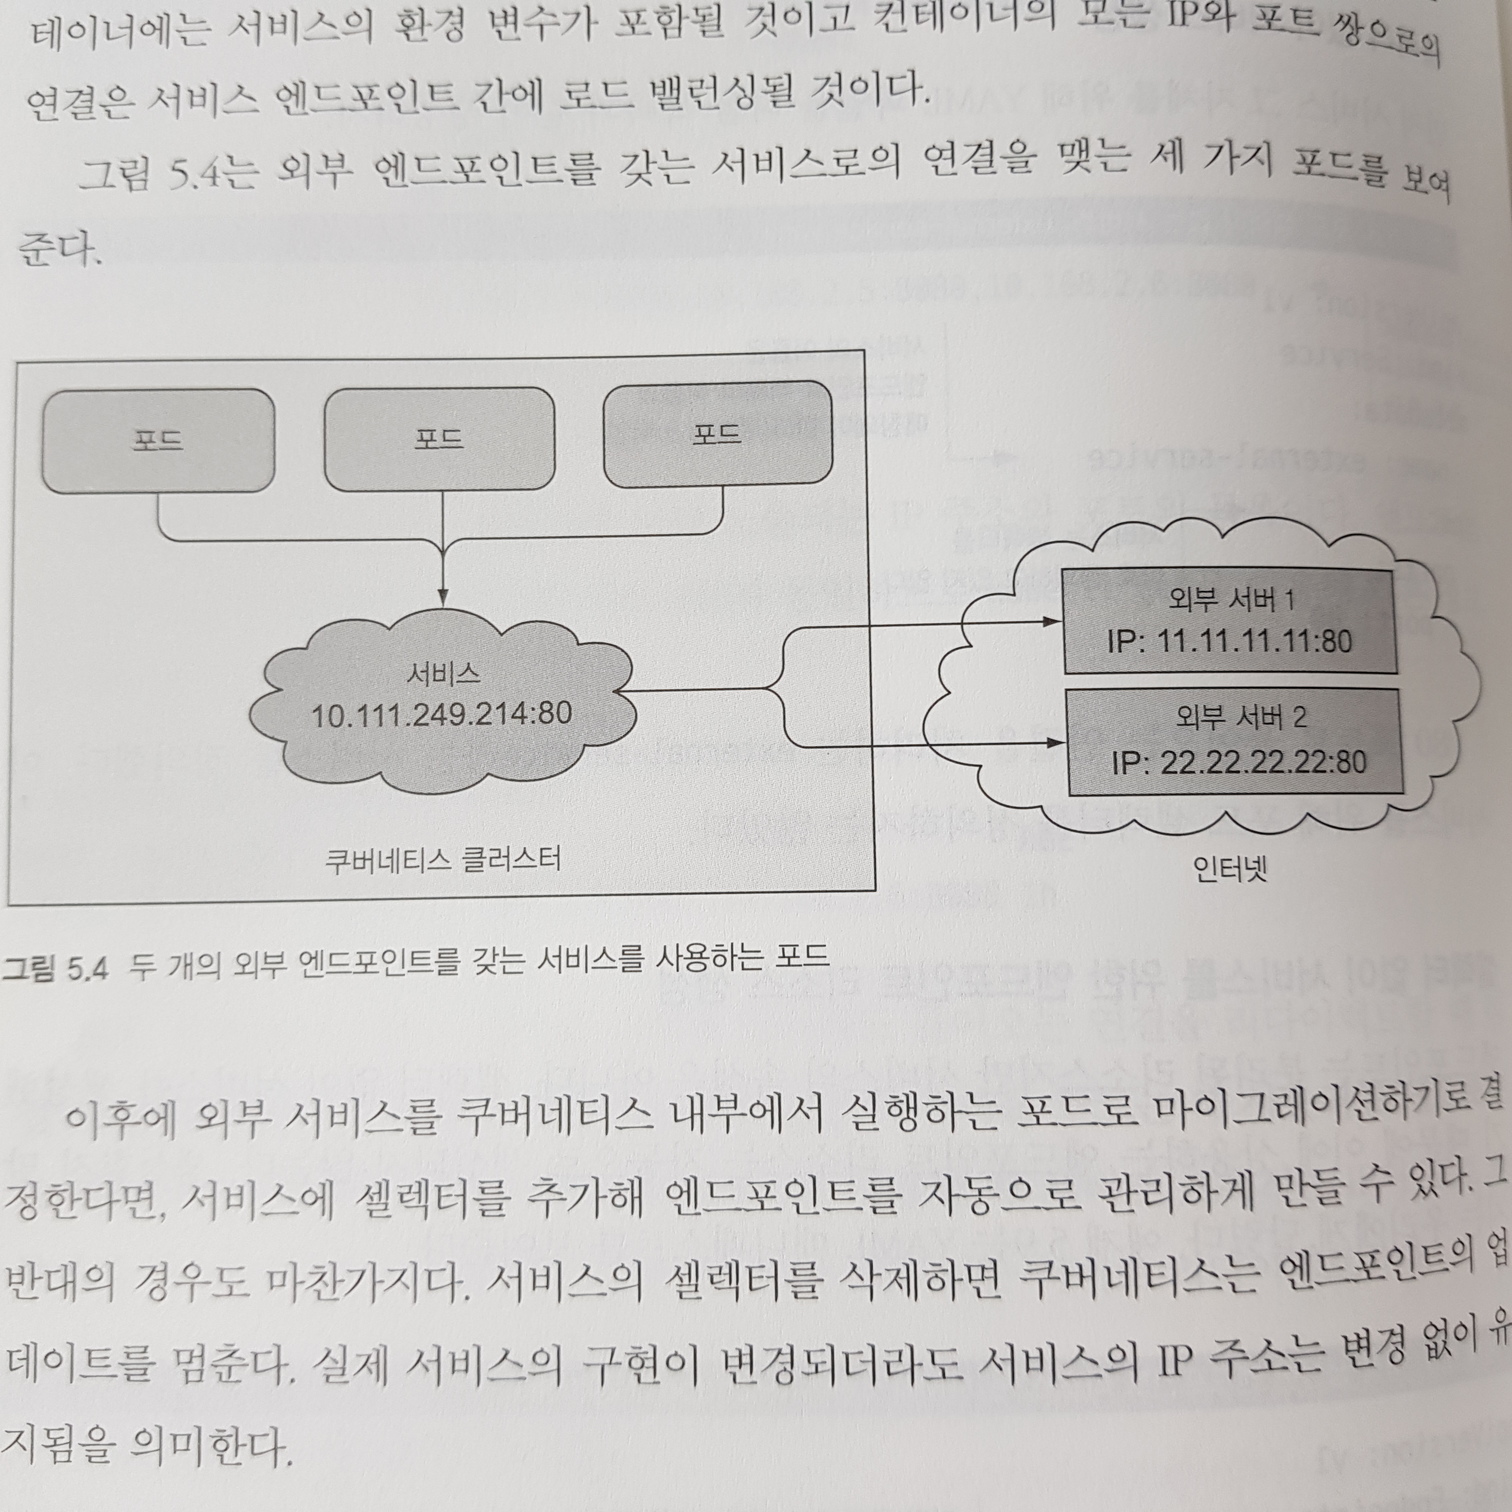 테이너에는 서비스의 환경 변수가 포함될 것이고 컨테이너의 모든 IP와 포트 쌍으로의
연결은 서비스 엔드포인트 간에 로드 밸런싱될 것이다.
그림 5.4는 외부 엔드포인트를 갖는 서비스로의 연결을 맺는 세 가지 포드를 보여
준다.
포드
포드
포드
서비스
10.111.249.214:80
외부 서버 1
IP: 11.11.11.11:80
외부 서버 2
IP: 22.22.22.22:80
쿠버네티스 클러스터
인터넷
그림 5.4 두 개의 외부 엔드포인트를 갖는 서비스를 사용하는 포드
이후에 외부 서비스를 쿠버네티스 내부에서 실행하는 포드로 마이그레이션하기로 결
정한다면, 서비스에 셀렉터를 추가해 엔드포인트를 자동으로 관리하게 만들 수 있다. 그
반대의 경우도 마찬가지다. 서비스의 셀렉터를 삭제하면 쿠버네티스는 엔드포인트의 업
데이트를 멈춘다. 실제 서비스의 구현이 변경되더라도 서비스의 IP 주소는 변경 없이 유
지됨을 의미한다.